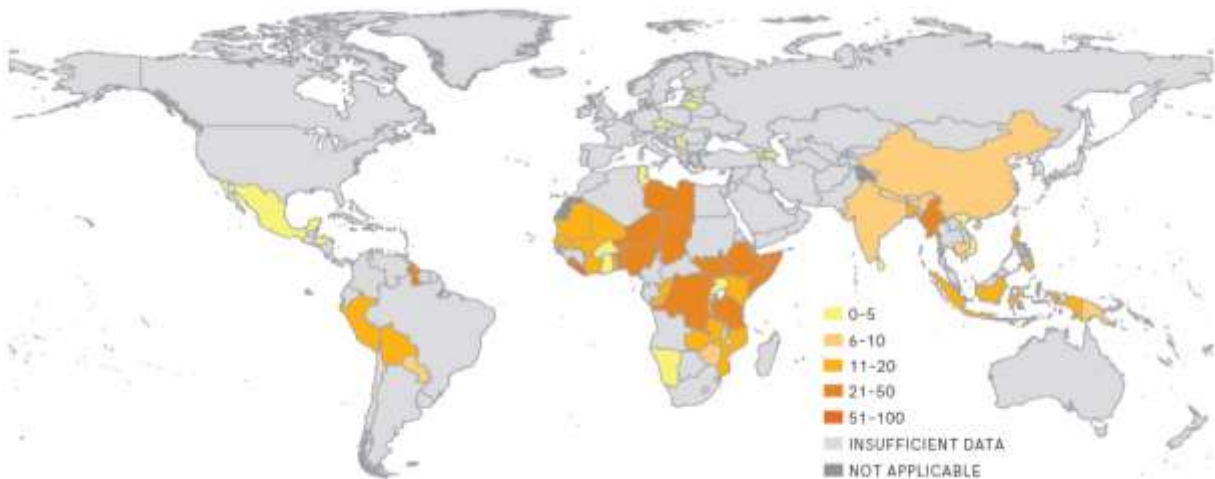 0–5
6–10
11–20
21–50
51–100
INSUFFICIENT DATA
NOT APPLICABLE